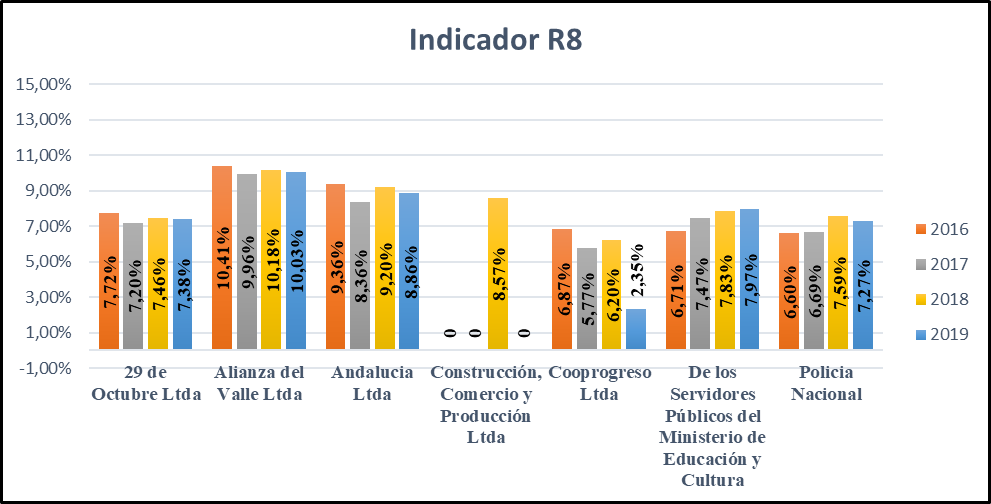 Indicador R8
15,00%
13,00%
11,00%
9,00%
7,00%
5,00%
3,00%
1,00%
-1,00%
7,72%
7,20%
7,46%
7,38%
10,41%
9,96%
10,18%
10,03%
9,36%
8,36%
9,20%
8,86%
0
0
8,57%
0
6,87%
5,77%
6,20%
2,35%
6,71%
7,47%
7,83%
7,97%
6,60%
6,69%
7,59%
7,27%
29 de
Octubre Ltda
Alianza del
Valle Ltda
Andalucia
Ltda
Construcción,
Comercio y
Producción
Ltda
Cooprogreso
Ltda
De los
Servidores
Públicos del
Ministerio de
Educación y
Cultura
Policia
Nacional
2016
2017
2018
2019